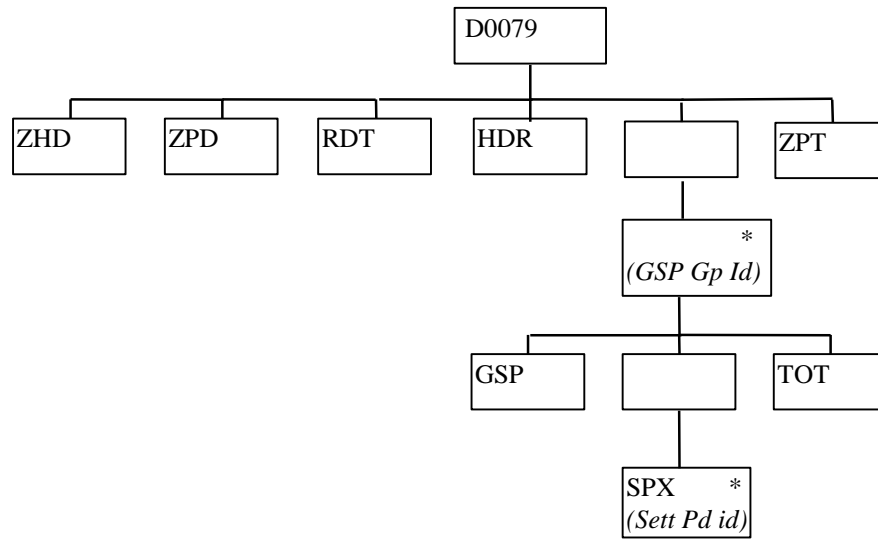 D0079
ZHD
ZPD
RDT
HDR
ZPT
*
(GSP Gp Id)
GSP
TOT
SPX *
(Sett Pd id)